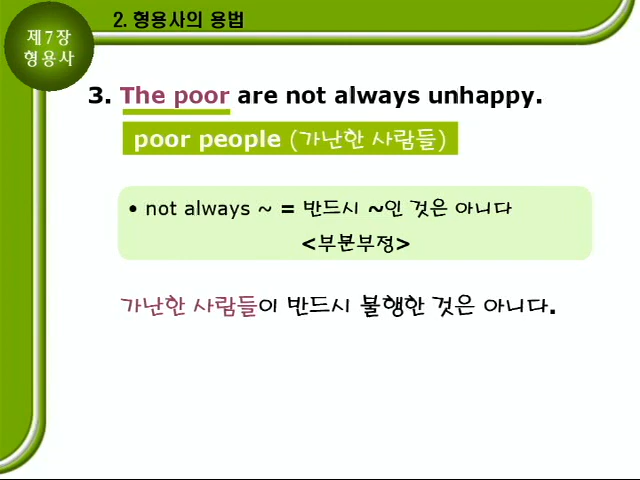 제7장
형용사
2. 형용사의 용법
3. The poor are not always unhappy.
poor people (가난한 사람들)
• not always ~ = 반드시 ~인 것은 아니다
<부분부정>
가난한 사람들이 반드시 불행한 것은 아니다.